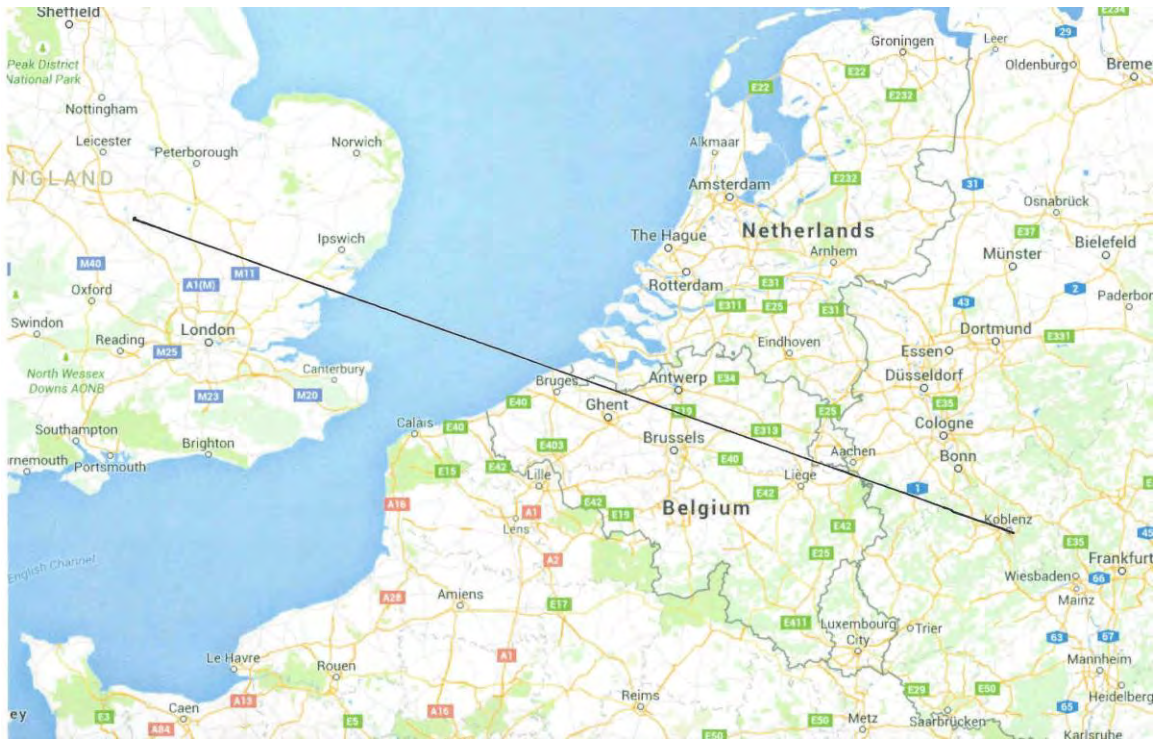 Sheffield
E234
Groningen
Leer
29
Peak District
National Park
E22
Oldenburg
Breme
E22
E232
Nottingham
Leicester
Peterborough
Norwich
Alkmaar
NGLAND
E232
31
Amsterdam
Osnabrück
The Hague
Netherlands
E37
Ipswich
Arnhem
Münster
Bielefeld
M40
M11
Rotterdam
Oxford
A1(M)
E31
2
E311
E25
E31
43
Paderbo
Swindon
London
Dortmund
E331
Reading
M25
Eindhoven
Essen
North Wessex
Downs AONB
Canterbury
Bruges
Antwerp
E34
Düsseldorf
M23
M20
E40
Ghent
E19
E25
E35
Calais
E40
E313
Cologne
Southampton
Brighton
E403
Brussels
Aachen
rnemouth
Portsmouth
E15
E42
E40
Bonn
Lille
Liège
1
A16
E42
E42
Lens
A1
E19
Belgium
E42
Koblenz
E35
English Channel
A2
E25
Frankfurt
45
Wiesbaden
66
Mainz
A28
Amiens
E17
E411
Luxembourg
City
Trier
63
67
Le Havre
Rouen
A1
Mannheim
E29
E50
Heidelberg
ey
E3
Caen
A13
E5
A16
Reims
65
A84
E50
E50
Metz
Saarbrücken
Karlsruhe